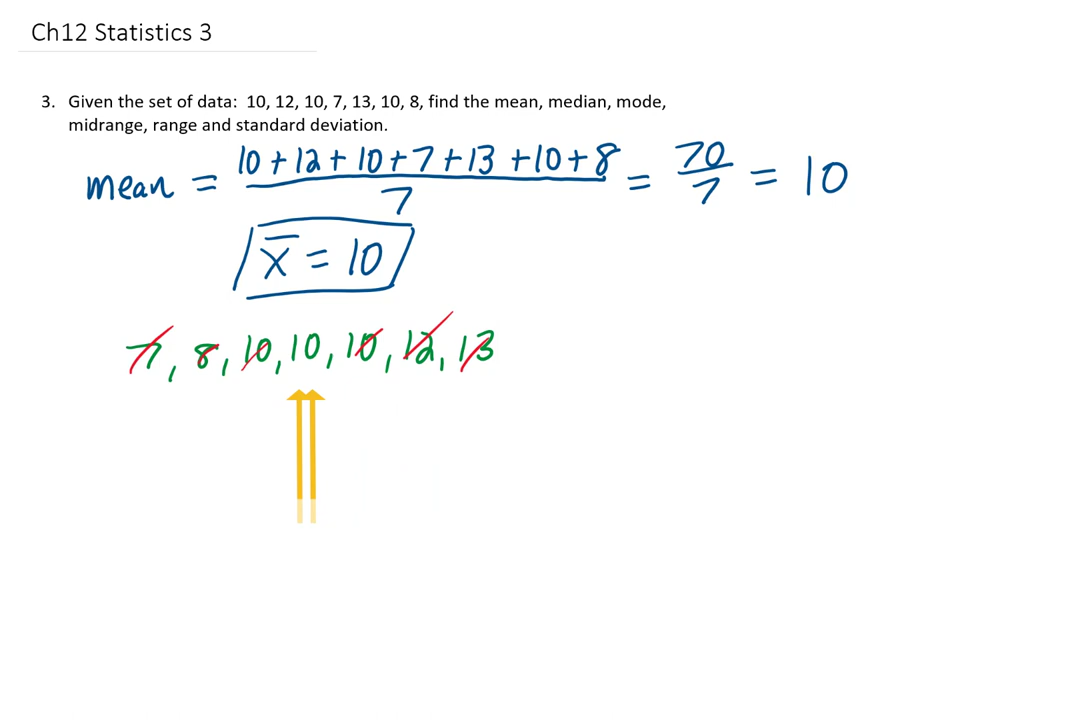 Ch12 Statistics 3
3. Given the set of data: 10, 12, 10, 7, 13, 10, 8, find the mean, median, mode,
midrange, range and standard deviation.
mean = (10 + 12 + 10 + 7 + 13 + 10 + 8) / 7 = 70/7 = 10
x̄ = 10
7, 8, 10, 10, 10, 12, 13